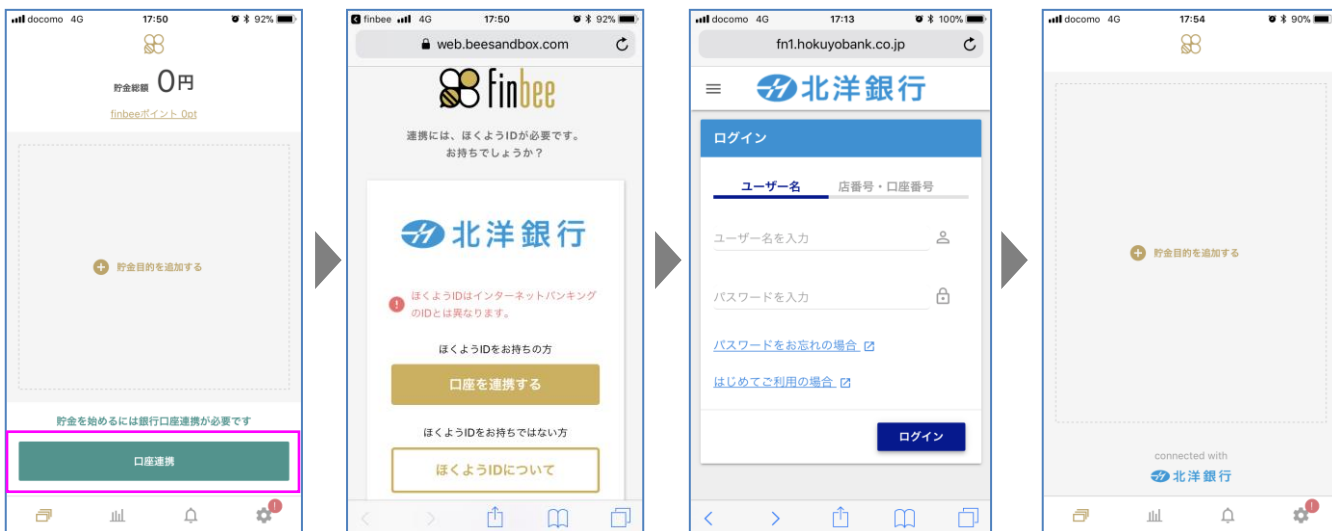 docomo 4G 17:50 92%
貯金総額 0円
finbeeポイント 0pt
貯金目的を追加する
貯金を始めるには銀行口座連携が必要です
口座連携
!
finbee 4G 17:50 92%
web.beesandbox.com
finbee
連携には、ほくようIDが必要です。
お持ちでしょうか？
北洋銀行
ほくようIDはインターネットバンキング
のIDとは異なります。
ほくようIDをお持ちの方
口座を連携する
ほくようIDをお持ちではない方
ほくようIDについて
docomo 4G 17:13 100%
fn1.hokuyobank.co.jp
北洋銀行
ログイン
ユーザー名 店番号・口座番号
ユーザー名を入力
パスワードを入力
パスワードをお忘れの場合
はじめてご利用の場合
ログイン
docomo 4G 17:54 90%
貯金目的を追加する
connected with
北洋銀行
!